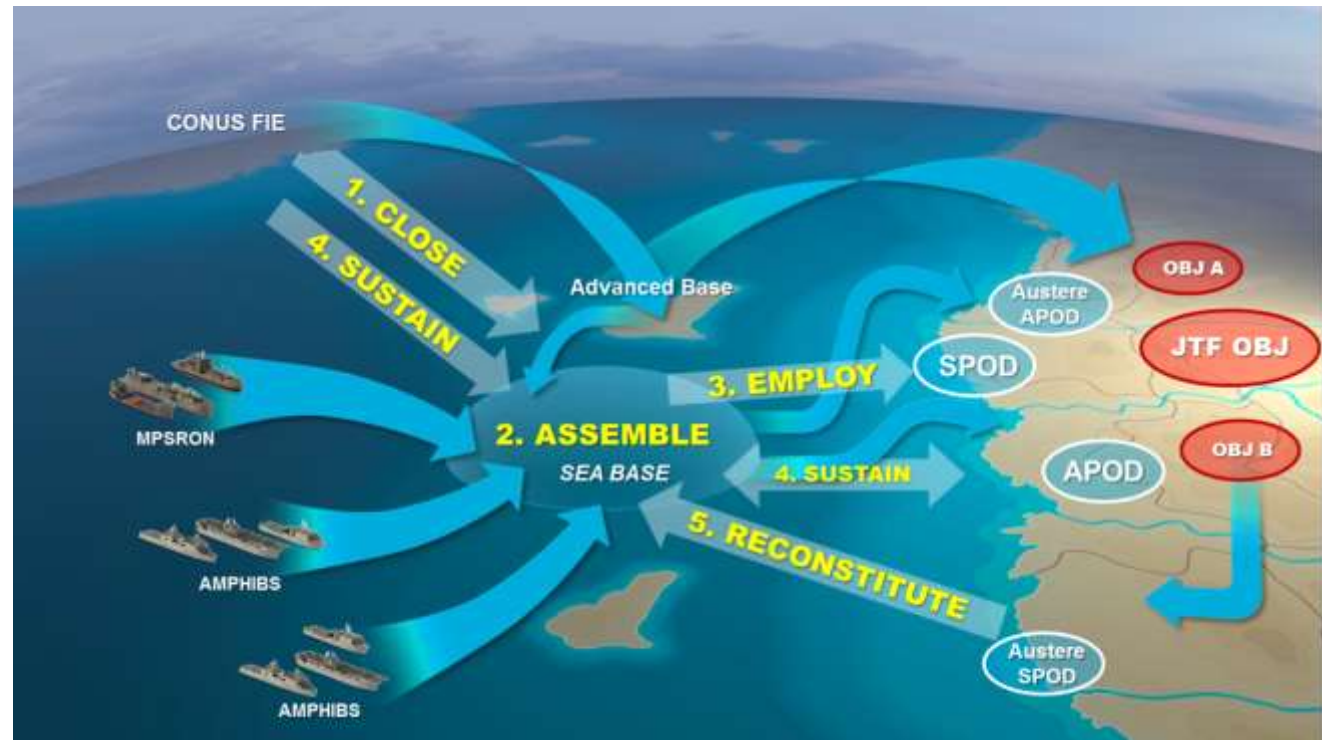 CONUS FIE
1. CLOSE
4. SUSTAIN
Advanced Base
OBJ A
Austere
APOD
JTF OBJ
SPOD
3. EMPLOY
MPSRON
2. ASSEMBLE
SEA BASE
OBJ B
4. SUSTAIN
APOD
5. RECONSTITUTE
AMPHIBS
Austere
SPOD
AMPHIBS